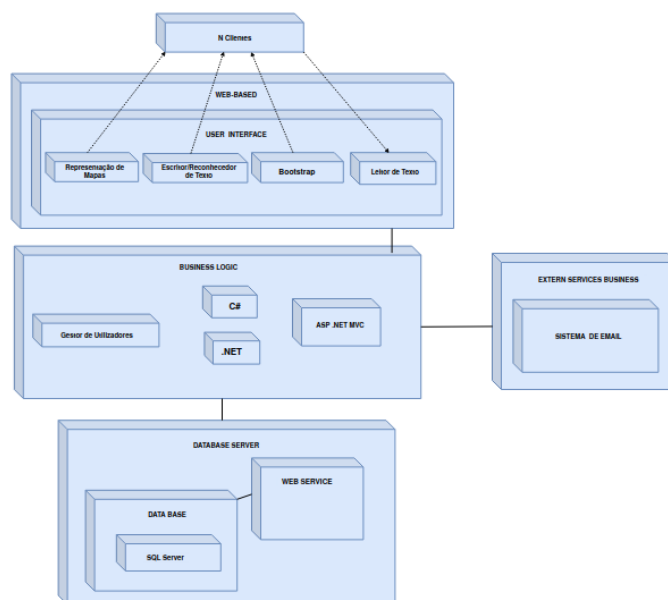 N Clientes
WEB-BASED
USER INTERFACE
Representação de
Mapas
Escritor/Reconhecedor
de Texto
Bootstrap
Leitor de Texto
BUSINESS LOGIC
C#
ASP .NET MVC
Gestor de Utilizadores
.NET
EXTERN SERVICES BUSINESS
SISTEMA DE EMAIL
DATABASE SERVER
WEB SERVICE
DATA BASE
SQL Server